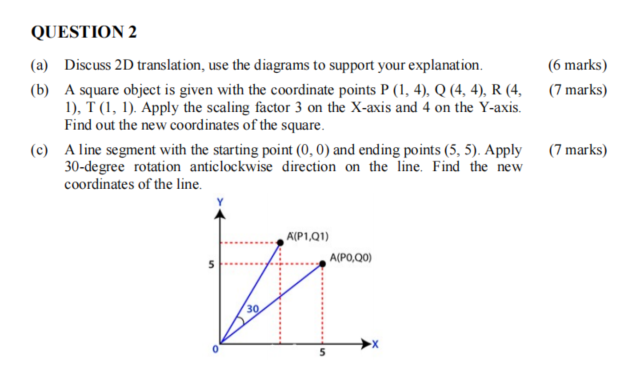 QUESTION 2
(a) Discuss 2D translation, use the diagrams to support your explanation. (6 marks)
(b) A square object is given with the coordinate points P (1, 4), Q (4, 4), R (4, (7 marks)
1), T (1, 1). Apply the scaling factor 3 on the X-axis and 4 on the Y-axis.
Find out the new coordinates of the square.
(c) A line segment with the starting point (0, 0) and ending points (5, 5). Apply (7 marks)
30-degree rotation anticlockwise direction on the line. Find the new
coordinates of the line.
Y
A(P1,Q1)
A(P0,Q0)
5
30
0
5
X